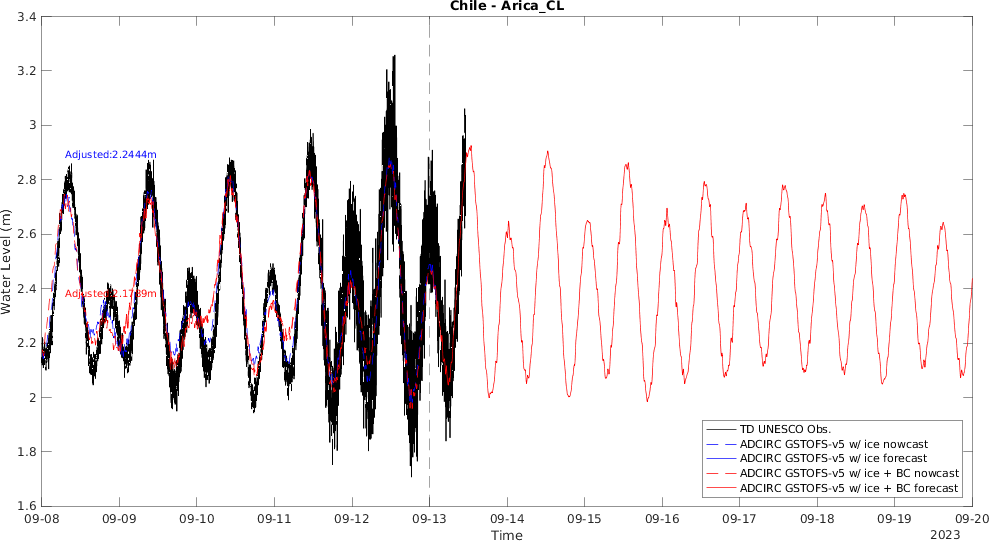 Chile - Arica_CL
3.4
3.2
3
2.8
2.6
2.4
2.2
2
1.8
1.6
Water Level (m)
Adjusted:2.2444m
Adjusted:2.1789m
TD UNESCO Obs.
ADCIRC GSTOFS-v5 w/ ice nowcast
ADCIRC GSTOFS-v5 w/ ice forecast
ADCIRC GSTOFS-v5 w/ ice + BC nowcast
ADCIRC GSTOFS-v5 w/ ice + BC forecast
09-08 09-09 09-10 09-11 09-12 09-13 09-14 09-15 09-16 09-17 09-18 09-19 09-20
Time
2023